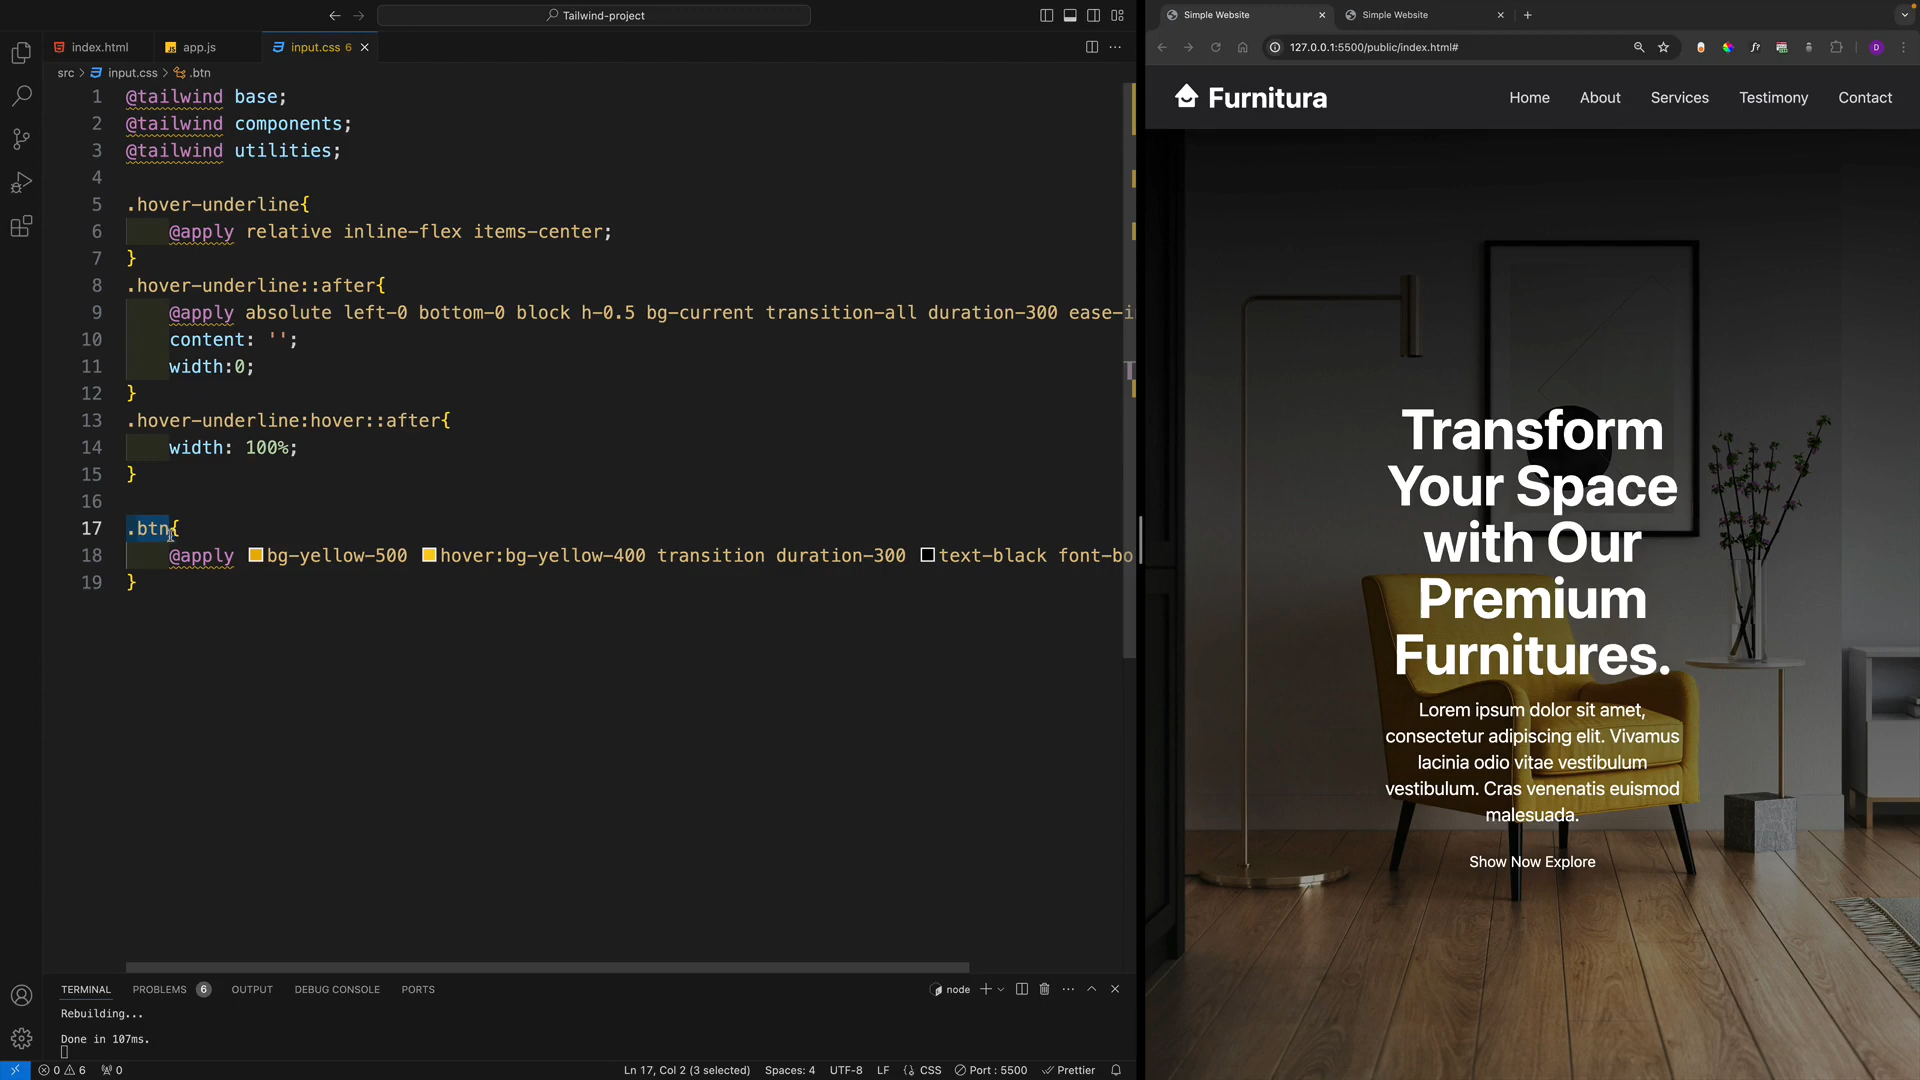 Tailwind-project
index.html
app.js
input.css 6
src
input.css
.btn
1 @tailwind base;
2 @tailwind components;
3 @tailwind utilities;
4
5 .hover-underline{
6 @apply relative inline-flex items-center;
7 }
8 .hover-underline::after{
9 @apply absolute left-0 bottom-0 block h-0.5 bg-current transition-all duration-300 ease-i
10 content: '';
11 width:0;
12 }
13 .hover-underline:hover::after{
14 width: 100%;
15 }
16
17 .btn{
18 @apply bg-yellow-500 hover:bg-yellow-400 transition duration-300 text-black font-bo
19 }
TERMINAL
PROBLEMS 6
OUTPUT
DEBUG CONSOLE
PORTS
node
Rebuilding...
Done in 107ms.
0 6
0
Ln 17, Col 2 (3 selected)
Spaces: 4
UTF-8
LF
CSS
Port : 5500
Prettier
Simple Website
Simple Website
127.0.0.1:5500/public/index.html#
D
Furnitura
Home
About
Services
Testimony
Contact
Transform
Your Space
with Our
Premium
Furnitures.
Lorem ipsum dolor sit amet,
consectetur adipiscing elit. Vivamus
lacinia odio vitae vestibulum
vestibulum. Cras venenatis euismod
malesuada.
Show Now Explore